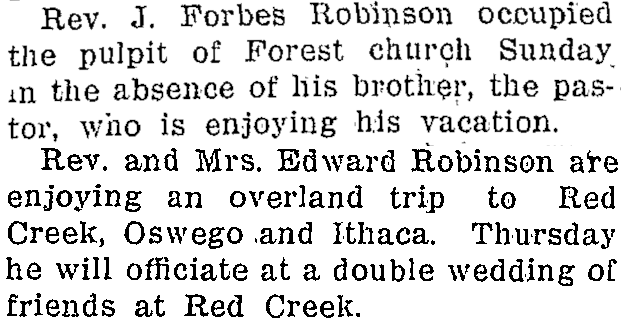 Rev. J. Forbes Robinson occupied
the pulpit of Forest church Sunday
in the absence of his brother, the pas-
tor, who is enjoying his vacation.
Rev. and Mrs. Edward Robinson are
enjoying an overland trip to Red
Creek, Oswego and Ithaca. Thursday
he will officiate at a double wedding of
friends at Red Creek.